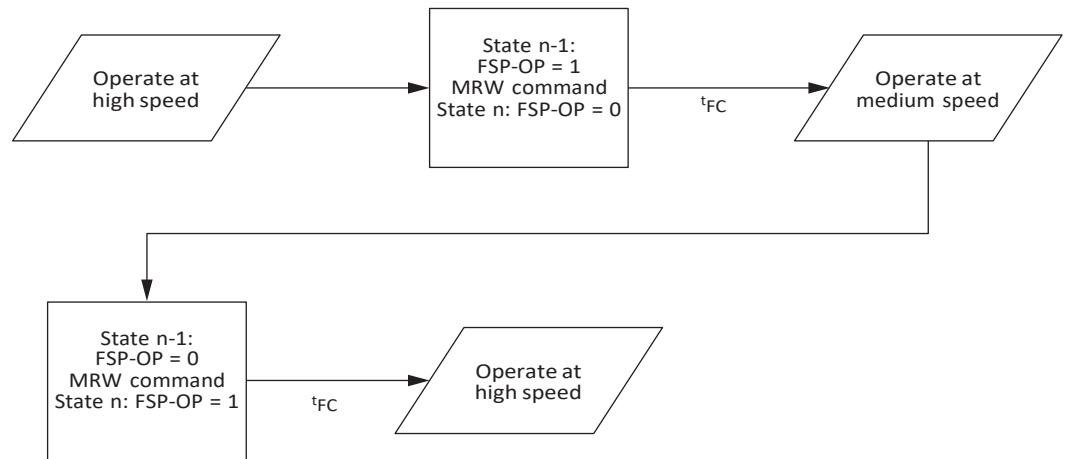 Operate at
high speed
State n-1:
FSP-OP = 1
MRW command
State n: FSP-OP = 0
tFC
Operate at
medium speed
State n-1:
FSP-OP = 0
MRW command
State n: FSP-OP = 1
tFC
Operate at
high speed